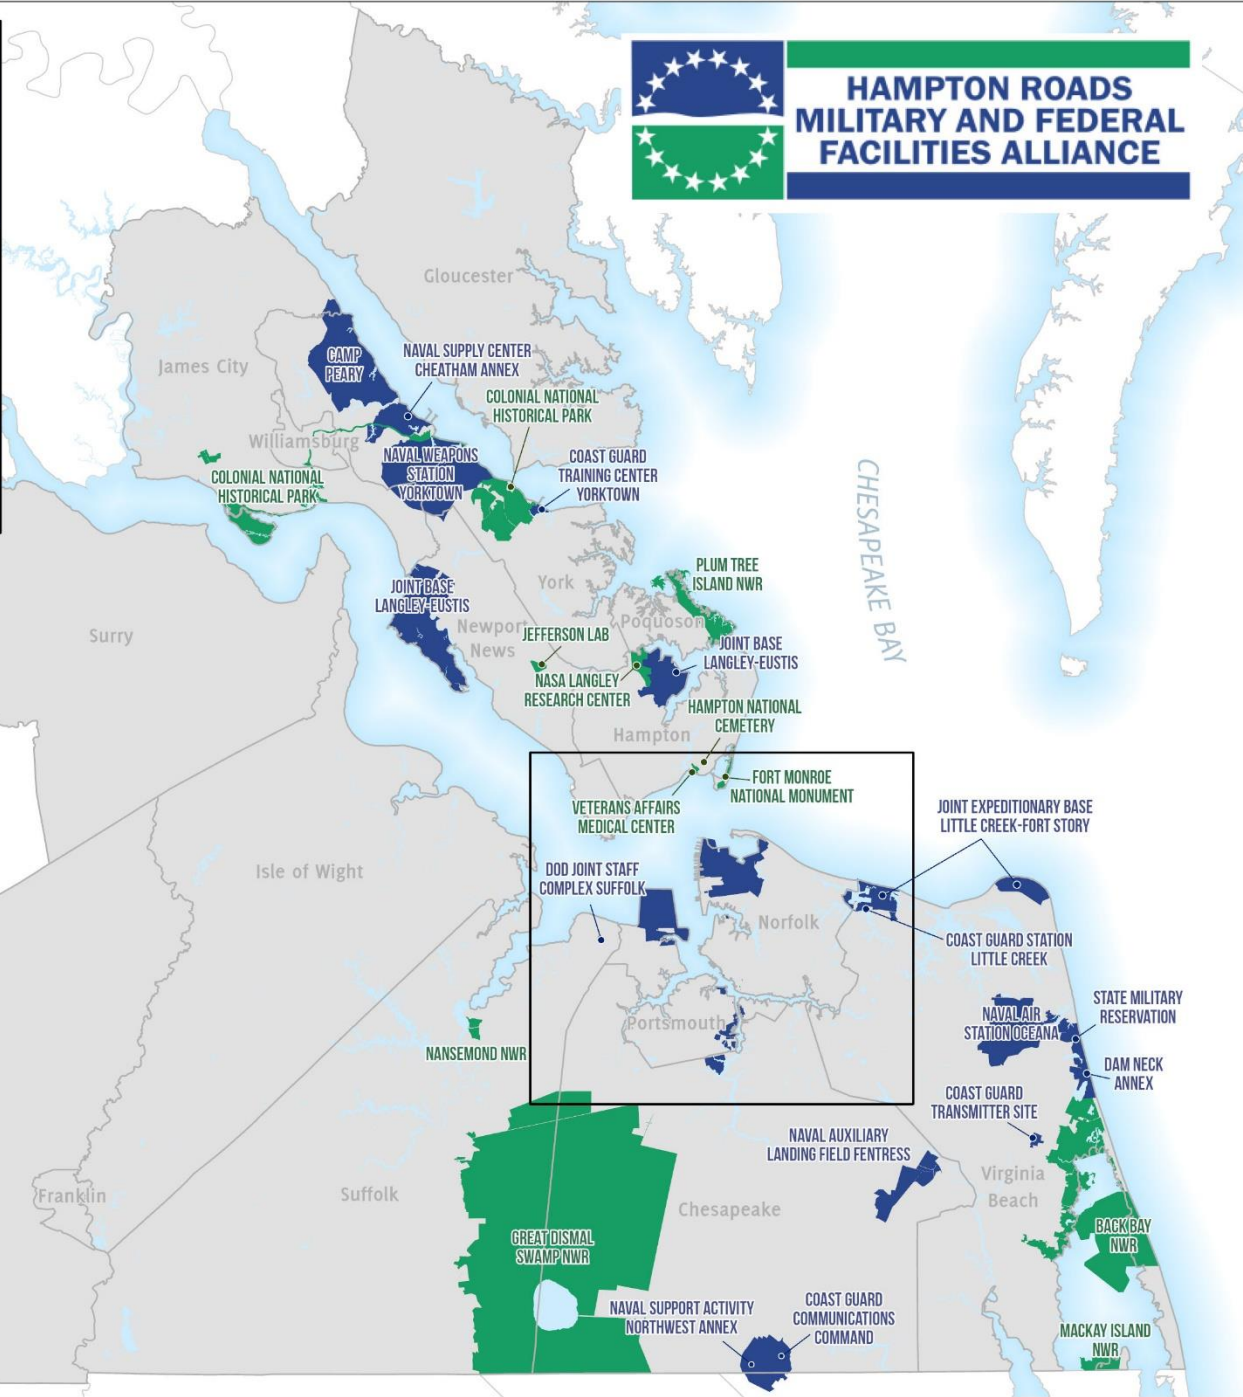 HAMPTON ROADS
MILITARY AND FEDERAL
FACILITIES ALLIANCE
Gloucester
James City
CAMP
PEARY
NAVAL SUPPLY CENTER
CHEATHAM ANNEX
COLONIAL NATIONAL
HISTORICAL PARK
Williamsburg
NAVAL WEAPONS
STATION
YORKTOWN
COAST GUARD
TRAINING CENTER
YORKTOWN
COLONIAL NATIONAL
HISTORICAL PARK
CHESAPEAKE BAY
PLUM TREE
ISLAND NWR
York
JOINT BASE
LANGLEY-EUSTIS
Surry
Newport
News
JEFFERSON LAB
Poquoson
JOINT BASE
LANGLEY-EUSTIS
NASA LANGLEY
RESEARCH CENTER
HAMPTON NATIONAL
CEMETERY
Hampton
FORT MONROE
NATIONAL MONUMENT
VETERANS AFFAIRS
MEDICAL CENTER
JOINT EXPEDITIONARY BASE
LITTLE CREEK-FORT STORY
Isle of Wight
DOD JOINT STAFF
COMPLEX SUFFOLK
Norfolk
COAST GUARD STATION
LITTLE CREEK
Portsmouth
NAVAL AIR
STATION OCEANA
STATE MILITARY
RESERVATION
NANSEMOND NWR
DAM NECK
ANNEX
COAST GUARD
TRANSMITTER SITE
NAVAL AUXILIARY
LANDING FIELD FENTRESS
Virginia
Beach
Franklin
Suffolk
Chesapeake
GREAT DISMAL
SWAMP NWR
BACK BAY
NWR
NAVAL SUPPORT ACTIVITY
NORTHWEST ANNEX
COAST GUARD
COMMUNICATIONS
COMMAND
MACKAY ISLAND
NWR